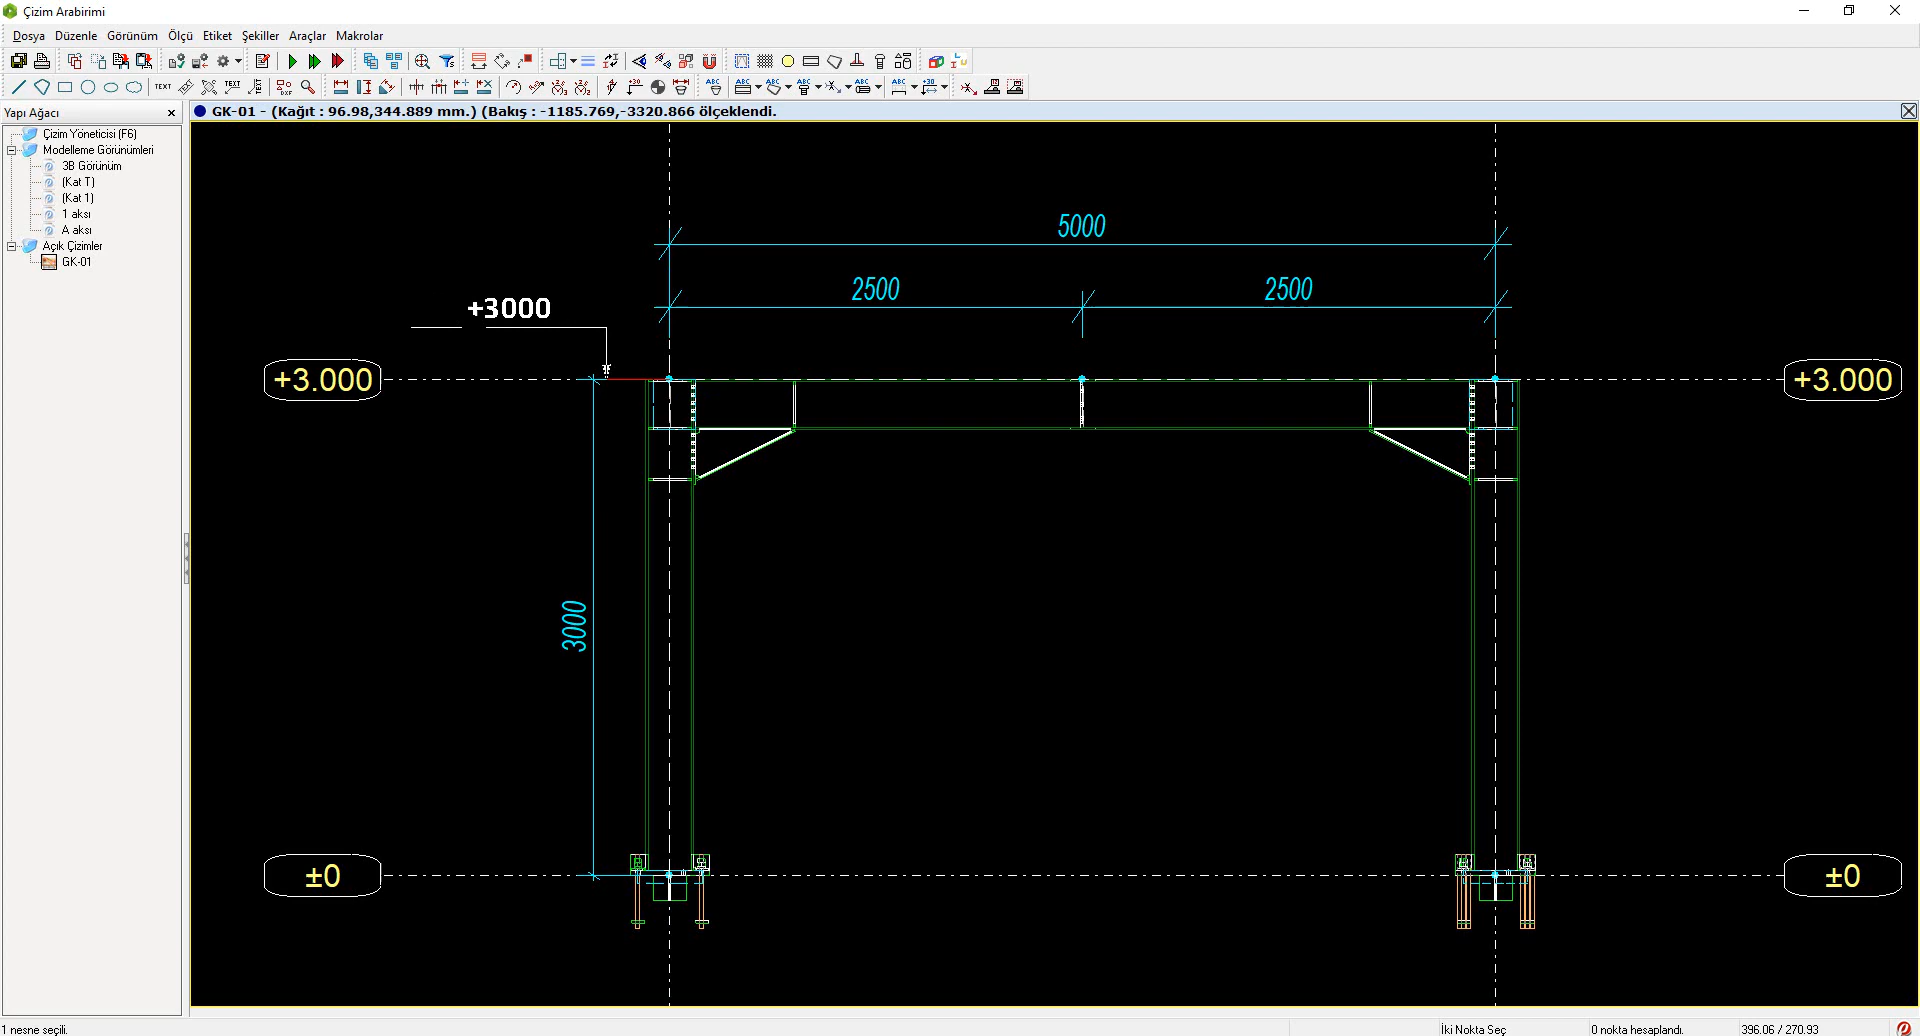 Çizim Arabirimi
Dosya Düzenle Görünüm Ölçü Etiket Şekiller Araçlar Makrolar
Yapı Ağacı
GK-01 - (Kağıt : 96.98,344.889 mm.) (Bakış : -1185.769,-3320.866 ölçeklendi.
Çizim Yöneticisi (F6)
Modelleme Görünümleri
3B Görünüm
(Kat T)
(Kat 1)
1 aksı
A aksı
Açık Çizimler
GK-01
5000
2500 2500
+3000
+3.000 +3.000
3000
±0 ±0
1 nesne seçili.
İki Nokta Seç
0 nokta hesaplandı.
396.06 / 270.93